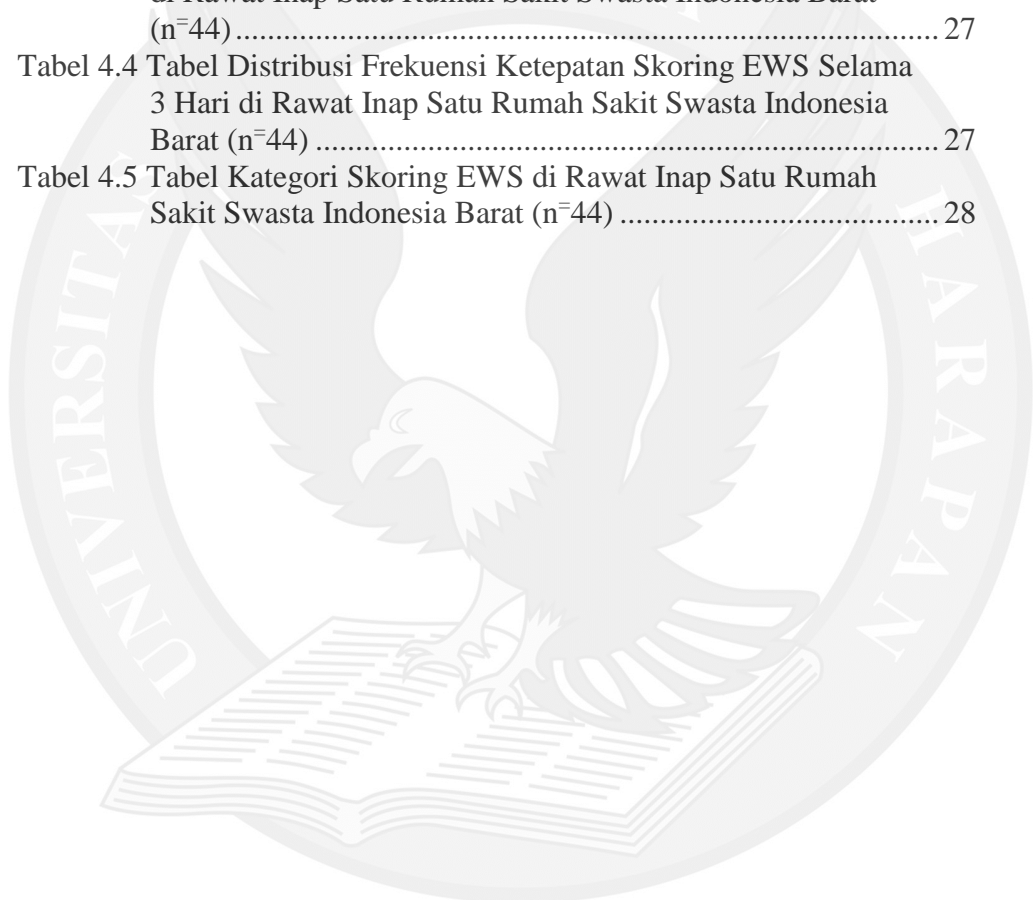 di Rawat Inap Satu Rumah Sakit Swasta Indonesia Barat
(n=44) .......................................................................................... 27
Tabel 4.4 Tabel Distribusi Frekuensi Ketepatan Skoring EWS Selama
3 Hari di Rawat Inap Satu Rumah Sakit Swasta Indonesia
Barat (n=44) ................................................................................ 27
Tabel 4.5 Tabel Kategori Skoring EWS di Rawat Inap Satu Rumah
Sakit Swasta Indonesia Barat (n=44) ......................................... 28
UNIVERSITAS
HARAPAN